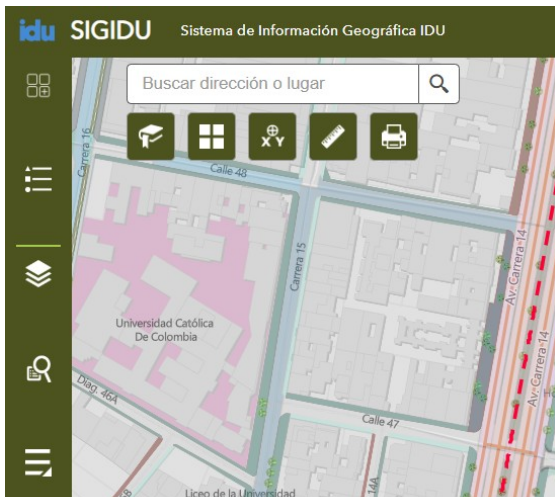 idu SIGIDU Sistema de Información Geográfica IDU
Buscar dirección o lugar
X Y
Carrera 16
Calle 48
Carrera 15
Av. Carrera 14
Universidad Católica
De Colombia
Diag. 46A
Av. Carrera 14
Calle 47
14A
Liceo de la Universidad